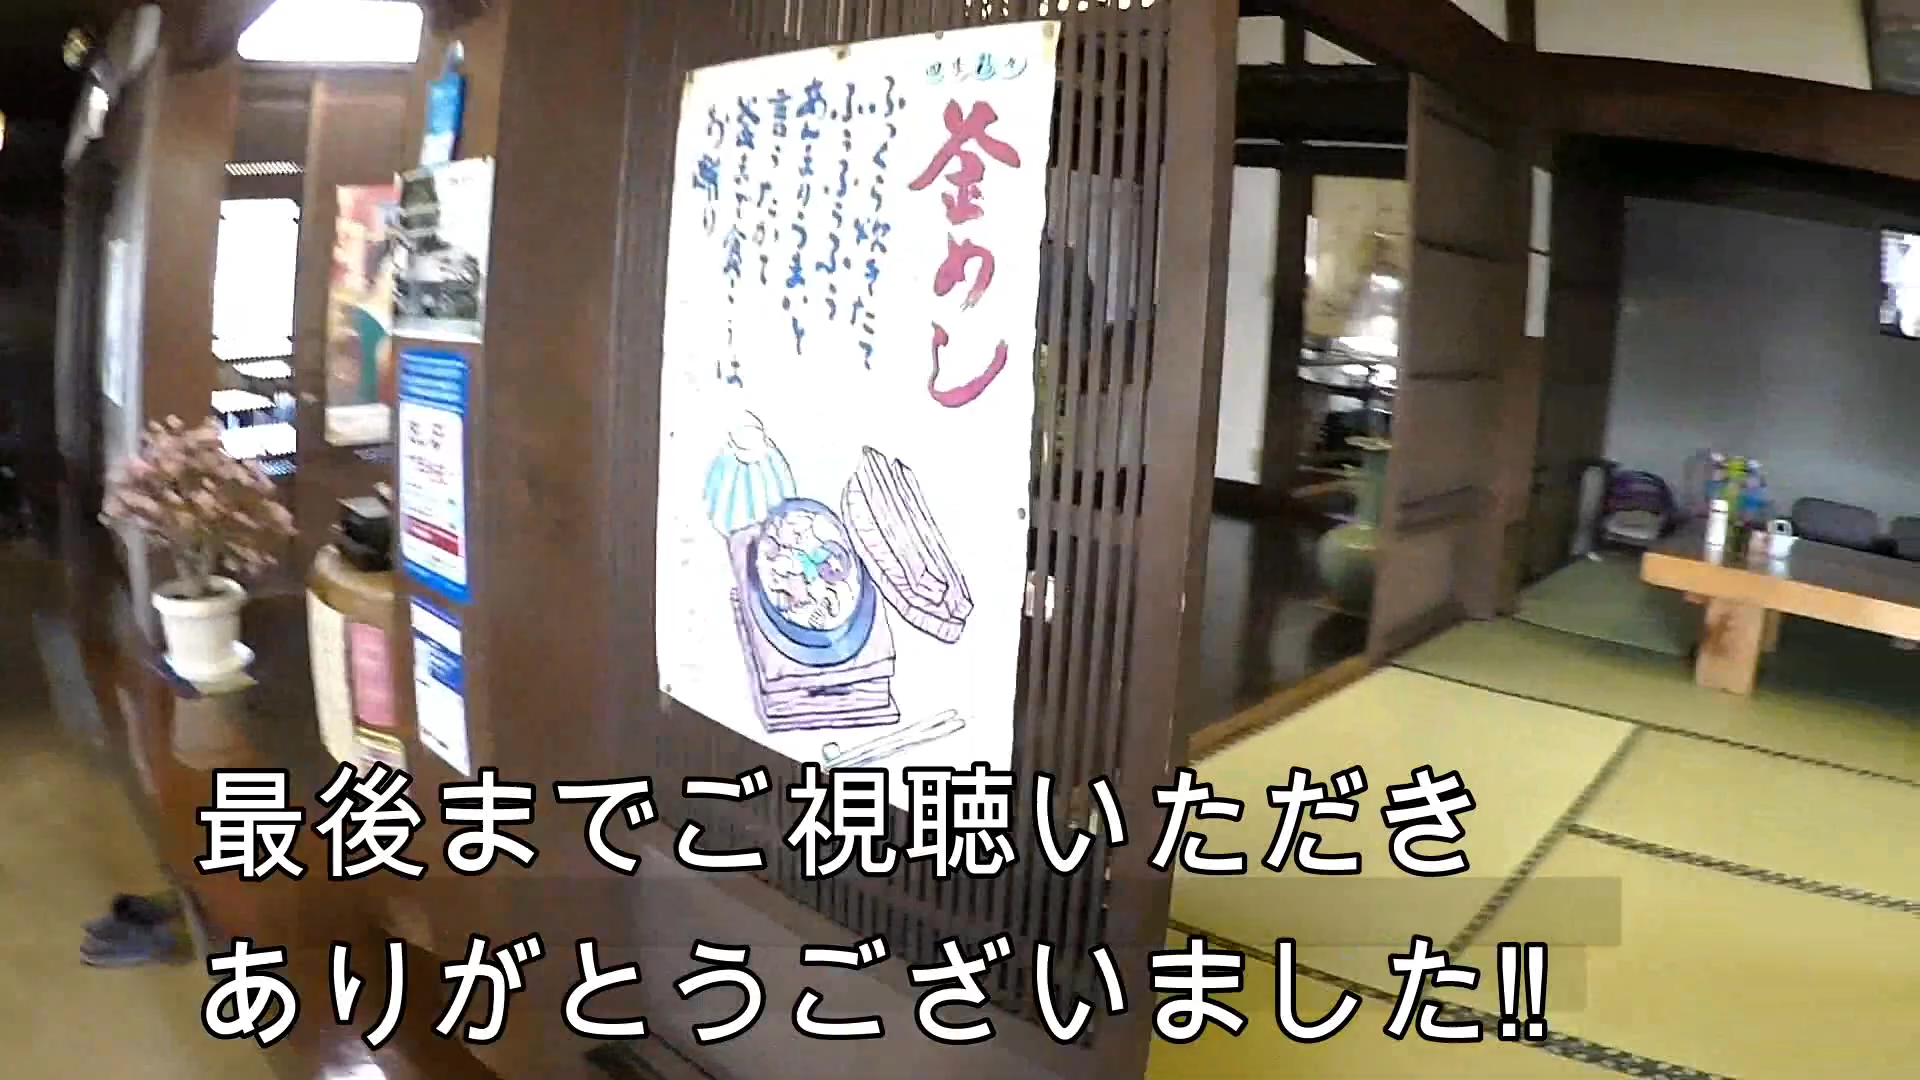 釜めし
ふっくら炊きたて
ふぅふぅふぅ
あんまりうまいと
言うたかて
釜まで食うは
お断り
最後までご視聴いただき
ありがとうございました!!